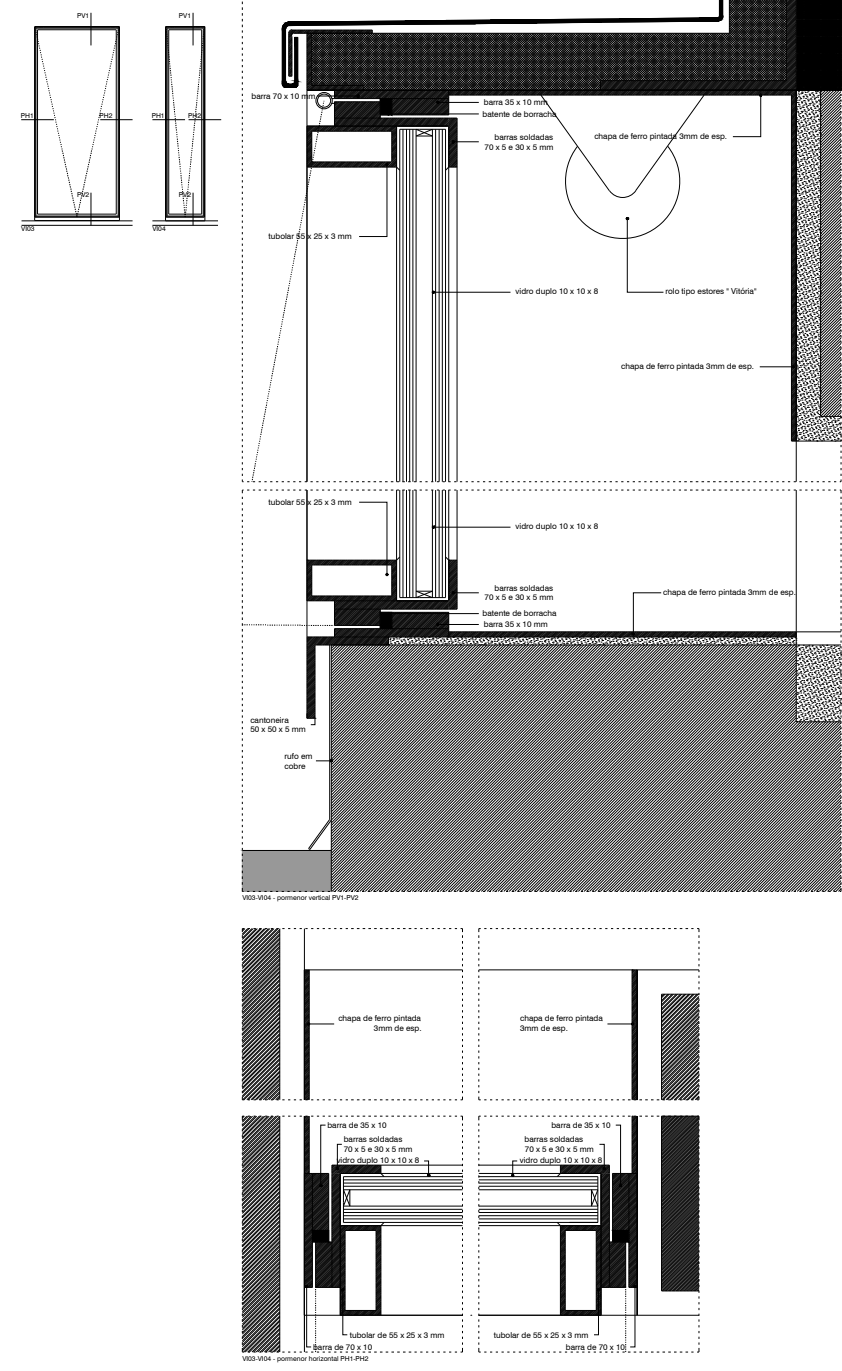 PV1
PV1
PH1
PH2
PH1
PH2
PV2
PV2
VI03
VI04
barra 70 x 10 mm
barra 35 x 10 mm
batente de borracha
barras soldadas
70 x 5 e 30 x 5 mm
chapa de ferro pintada 3mm de esp.
tubolar 55 x 25 x 3 mm
vidro duplo 10 x 10 x 8
rolo tipo estores " Vitória"
chapa de ferro pintada 3mm de esp.
tubolar 55 x 25 x 3 mm
vidro duplo 10 x 10 x 8
barras soldadas
70 x 5 e 30 x 5 mm
chapa de ferro pintada 3mm de esp.
batente de borracha
barra 35 x 10 mm
cantoneira
50 x 50 x 5 mm
rufo em
cobre
VI03-VI04 - pormenor vertical PV1-PV2
chapa de ferro pintada
3mm de esp.
chapa de ferro pintada
3mm de esp.
barra de 35 x 10
barras soldadas
70 x 5 e 30 x 5 mm
vidro duplo 10 x 10 x 8
barra de 35 x 10
barras soldadas
70 x 5 e 30 x 5 mm
vidro duplo 10 x 10 x 8
tubolar de 55 x 25 x 3 mm
barra de 70 x 10
tubolar de 55 x 25 x 3 mm
barra de 70 x 10
VI03-VI04 - pormenor horizontal PH1-PH2